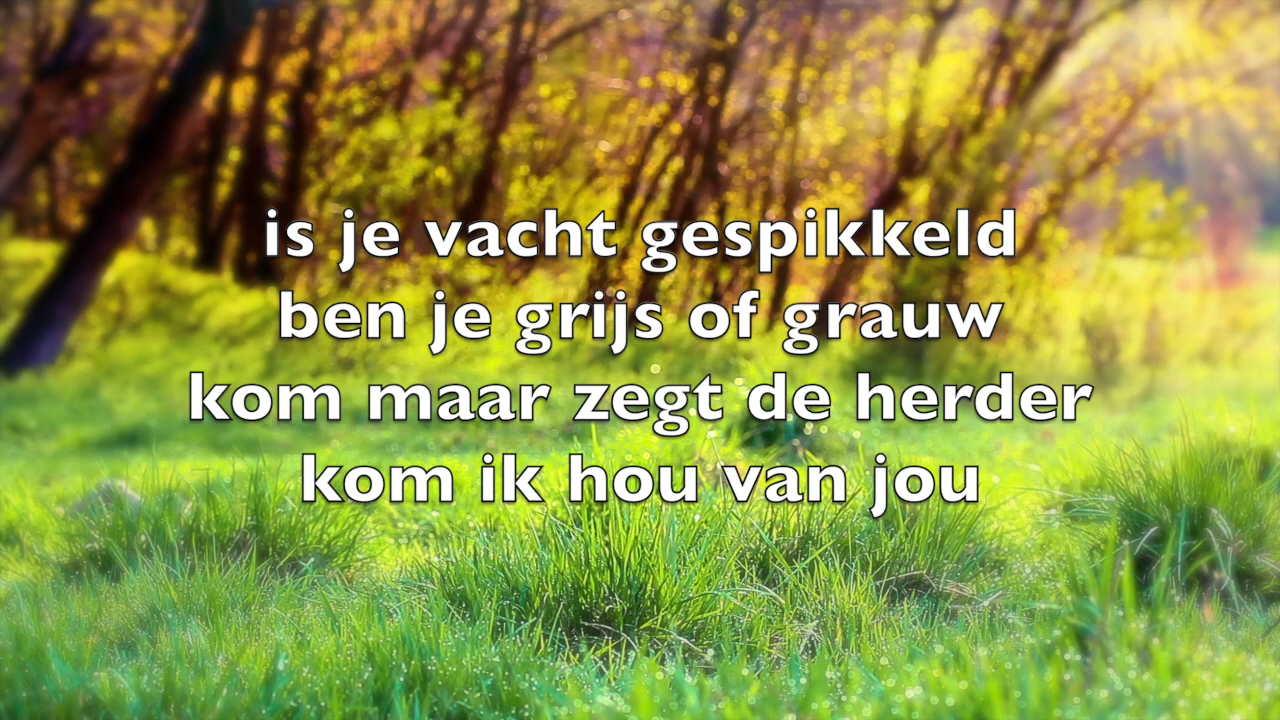 is je vacht gespikkeld
ben je grijs of grauw
kom maar zegt de herder
kom ik hou van jou